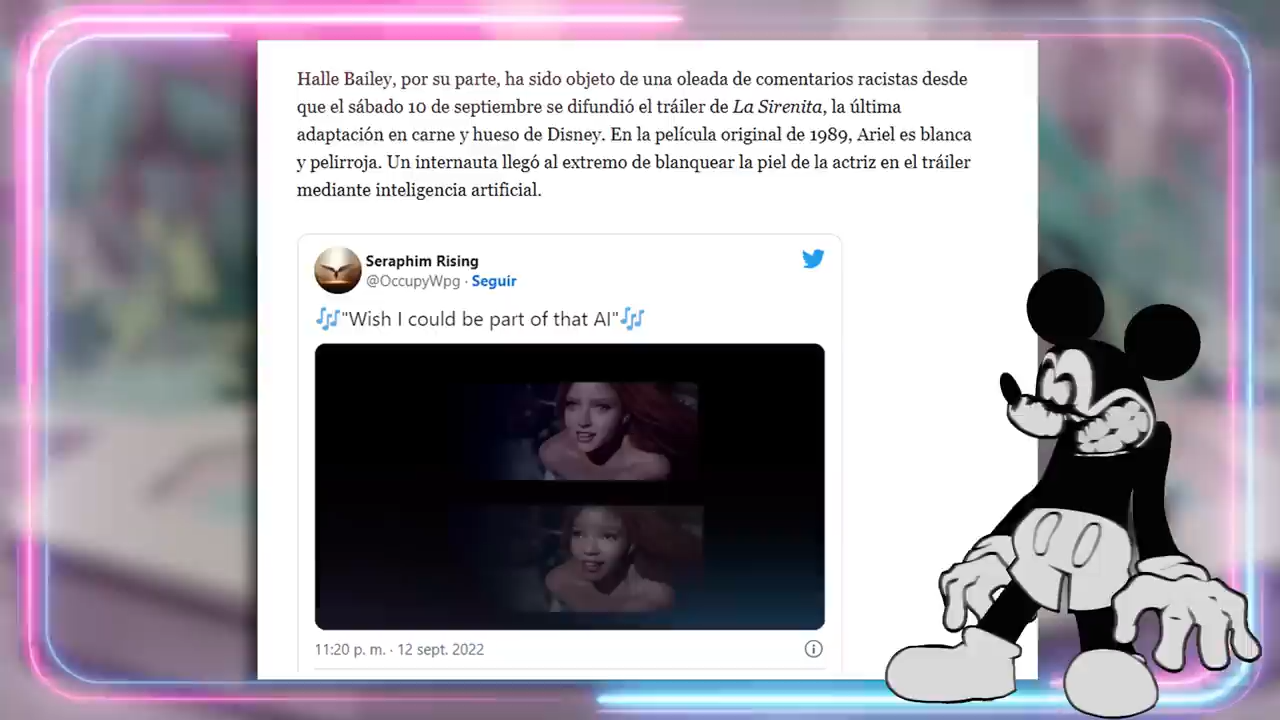 Halle Bailey, por su parte, ha sido objeto de una oleada de comentarios racistas desde
que el sábado 10 de septiembre se difundió el tráiler de La Sirenita, la última
adaptación en carne y hueso de Disney. En la película original de 1989, Ariel es blanca
y pelirroja. Un internauta llegó al extremo de blanquear la piel de la actriz en el tráiler
mediante inteligencia artificial.
Seraphim Rising
@OccupyWpg · Seguir
🎶"Wish I could be part of that AI"🎶
11:20 p. m. · 12 sept. 2022